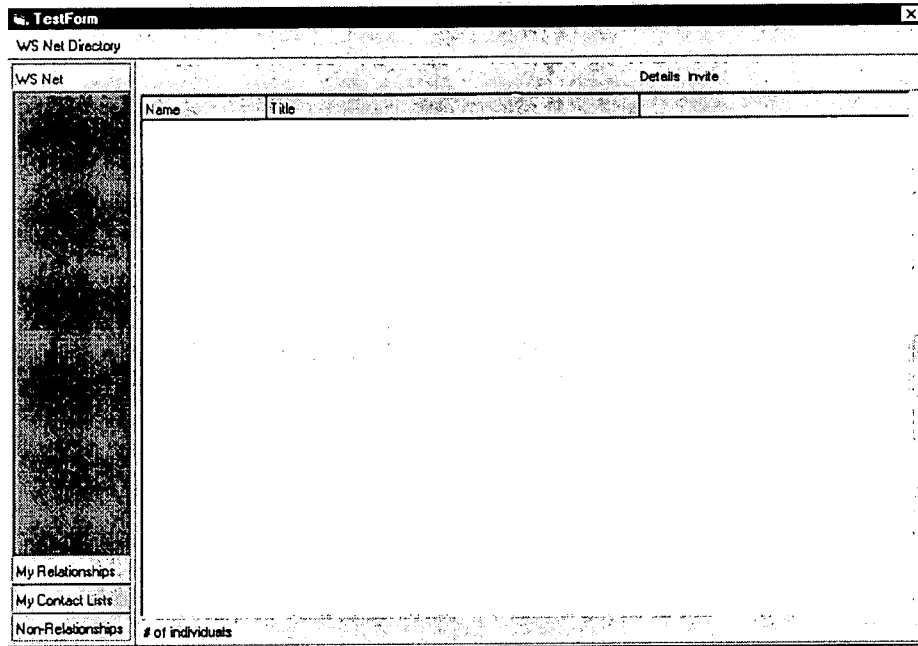 TestForm
WS Net Directory
WS Net
Details Invite
Name Title
My Relationships
My Contact Lists
Non-Relationships
# of individuals